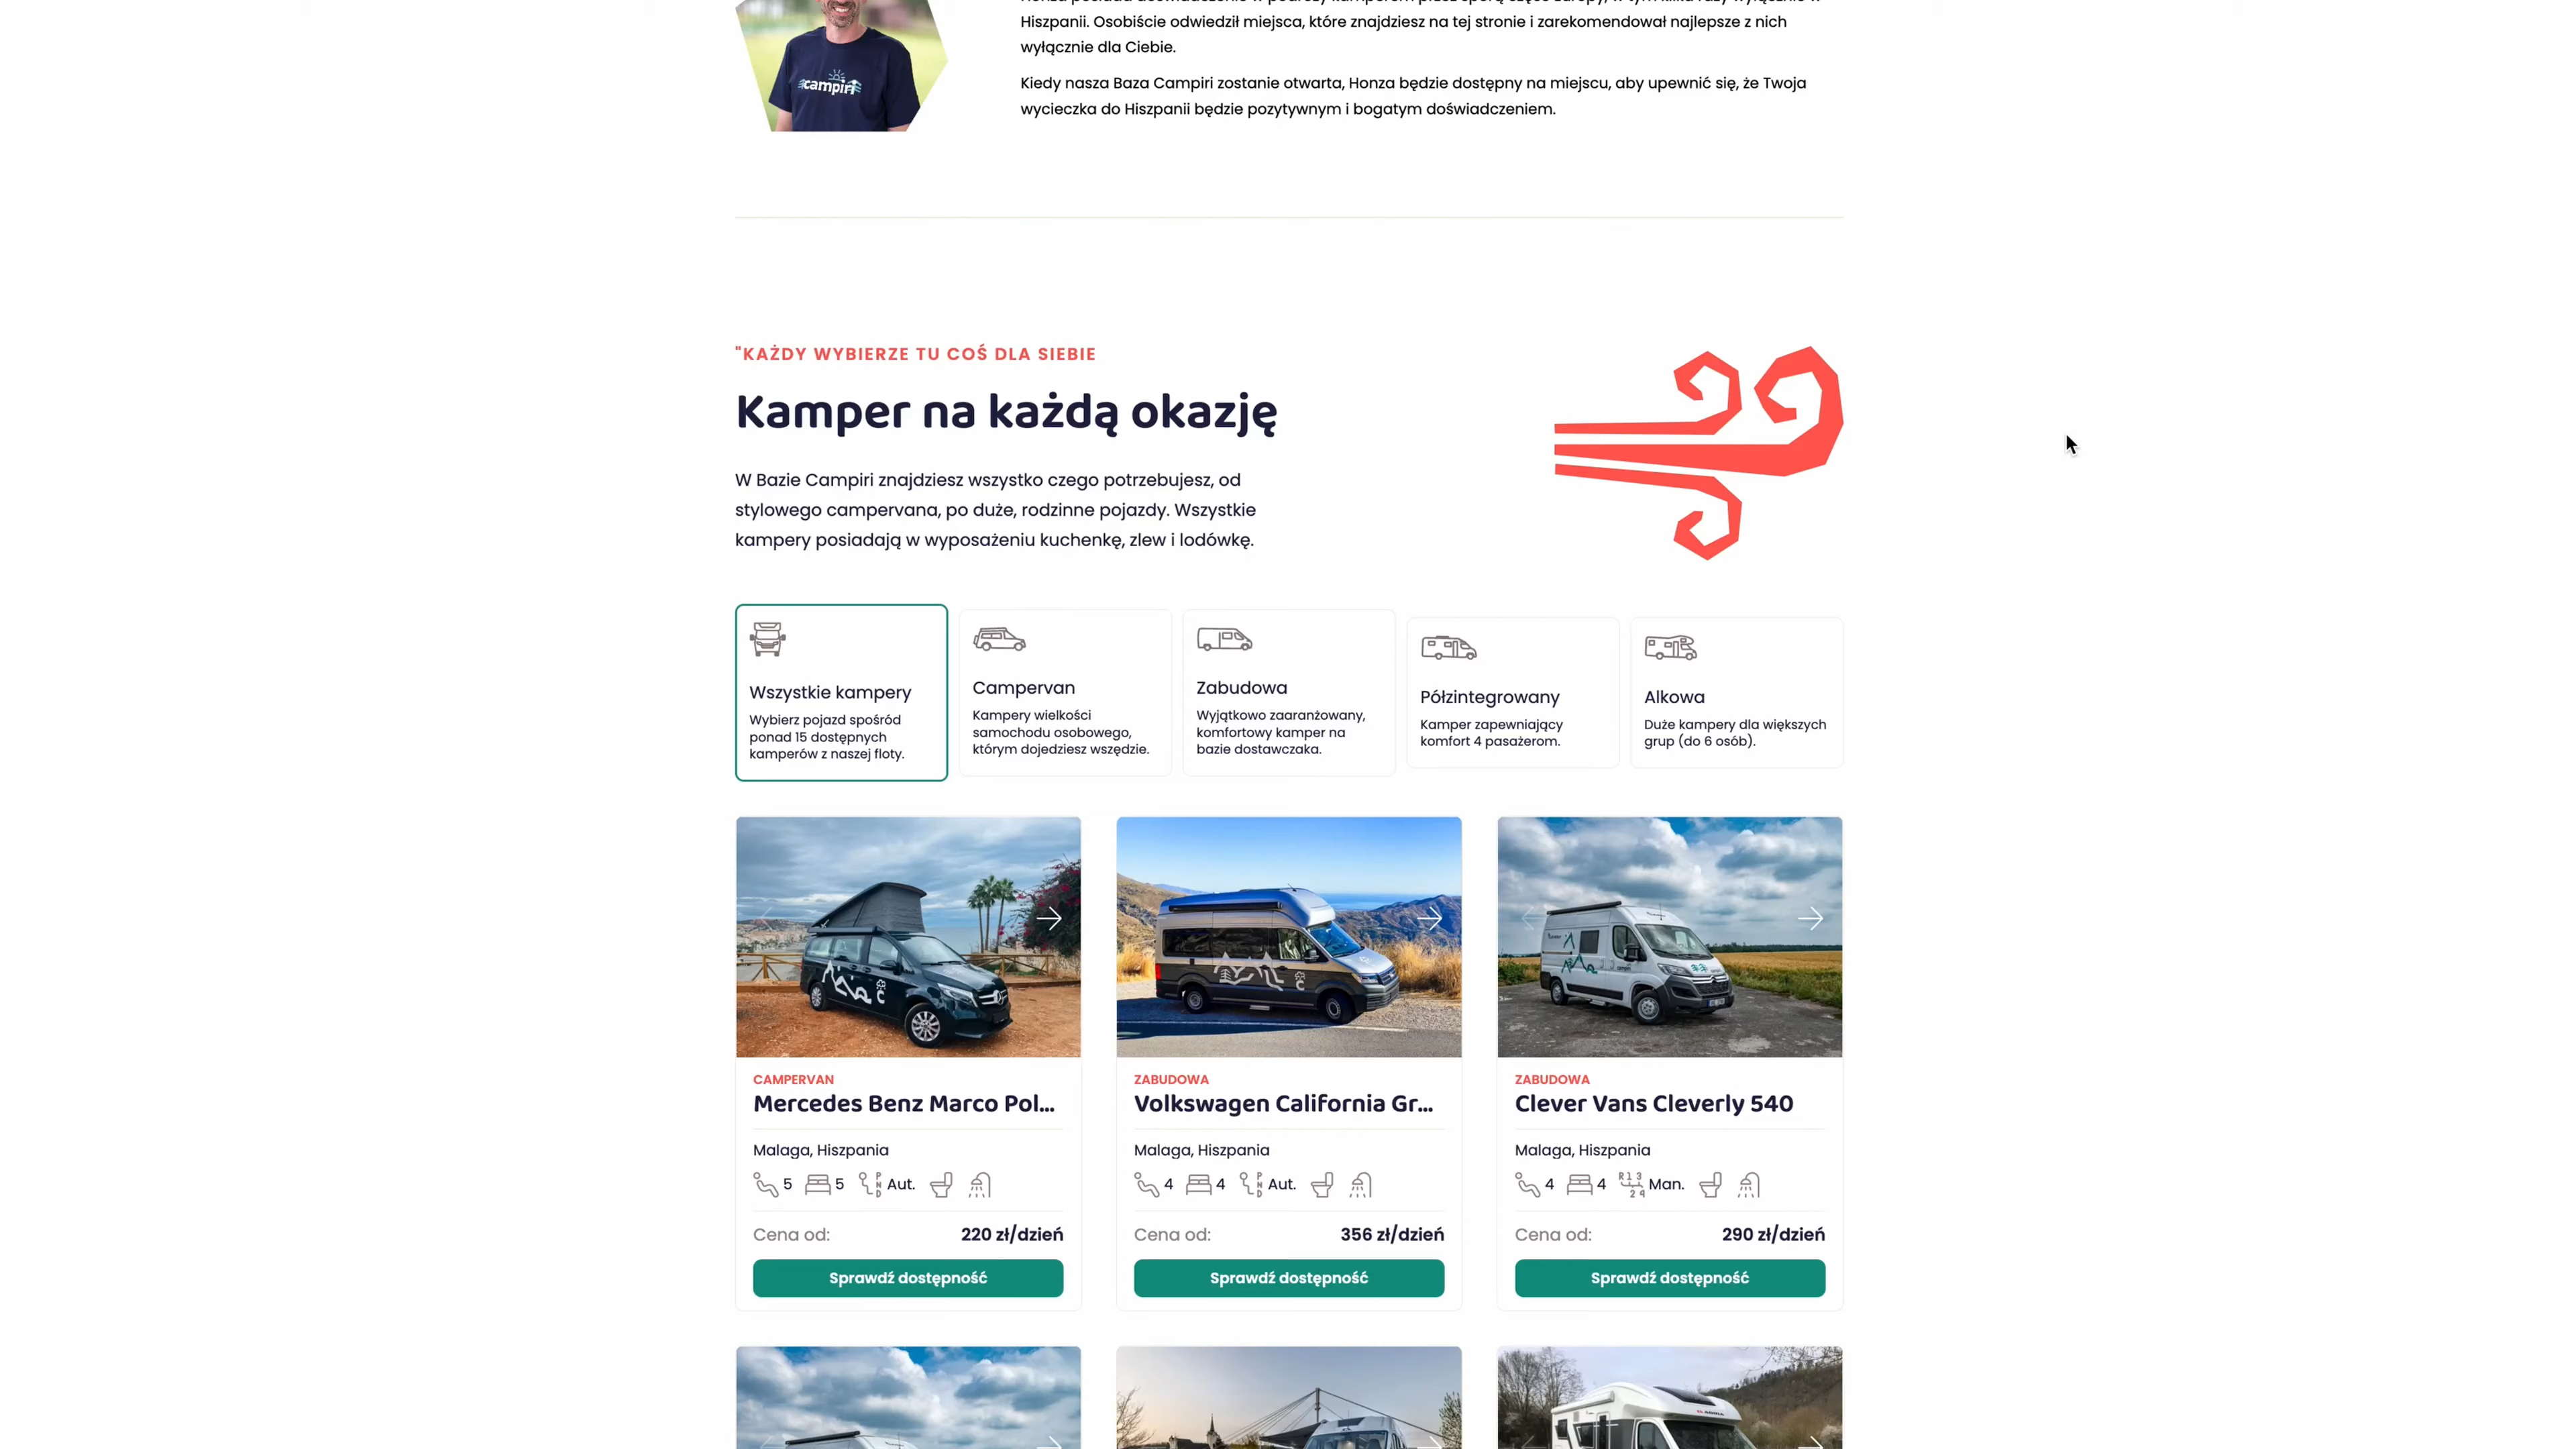 Hiszpanii. Osobiście odwiedził miejsca, które znajdziesz na tej stronie i zarekomendował najlepsze z nich
wyłącznie dla Ciebie.
Kiedy nasza Baza Campiri zostanie otwarta, Honza będzie dostępny na miejscu, aby upewnić się, że Twoja
wycieczka do Hiszpanii będzie pozytywnym i bogatym doświadczeniem.
campiri
"KAŻDY WYBIERZE TU COŚ DLA SIEBIE
Kamper na każdą okazję
W Bazie Campiri znajdziesz wszystko czego potrzebujesz, od
stylowego campervana, po duże, rodzinne pojazdy. Wszystkie
kampery posiadają w wyposażeniu kuchenkę, zlew i lodówkę.
Wszystkie kampery
Wybierz pojazd spośród
ponad 15 dostępnych
kamperów z naszej floty.
Campervan
Kampery wielkości
samochodu osobowego,
którym dojedziesz wszędzie.
Zabudowa
Wyjątkowo zaaranżowany,
komfortowy kamper na
bazie dostawczaka.
Półzintegrowany
Kamper zapewniający
komfort 4 pasażerom.
Alkowa
Duże kampery dla większych
grup (do 6 osób).
CAMPERVAN
Mercedes Benz Marco Pol...
Malaga, Hiszpania
5 5 PND Aut.
Cena od: 220 zł/dzień
Sprawdź dostępność
ZABUDOWA
Volkswagen California Gr...
Malaga, Hiszpania
4 4 PND Aut.
Cena od: 356 zł/dzień
Sprawdź dostępność
ZABUDOWA
Clever Vans Cleverly 540
Malaga, Hiszpania
4 4 R13 24 Man.
Cena od: 290 zł/dzień
Sprawdź dostępność